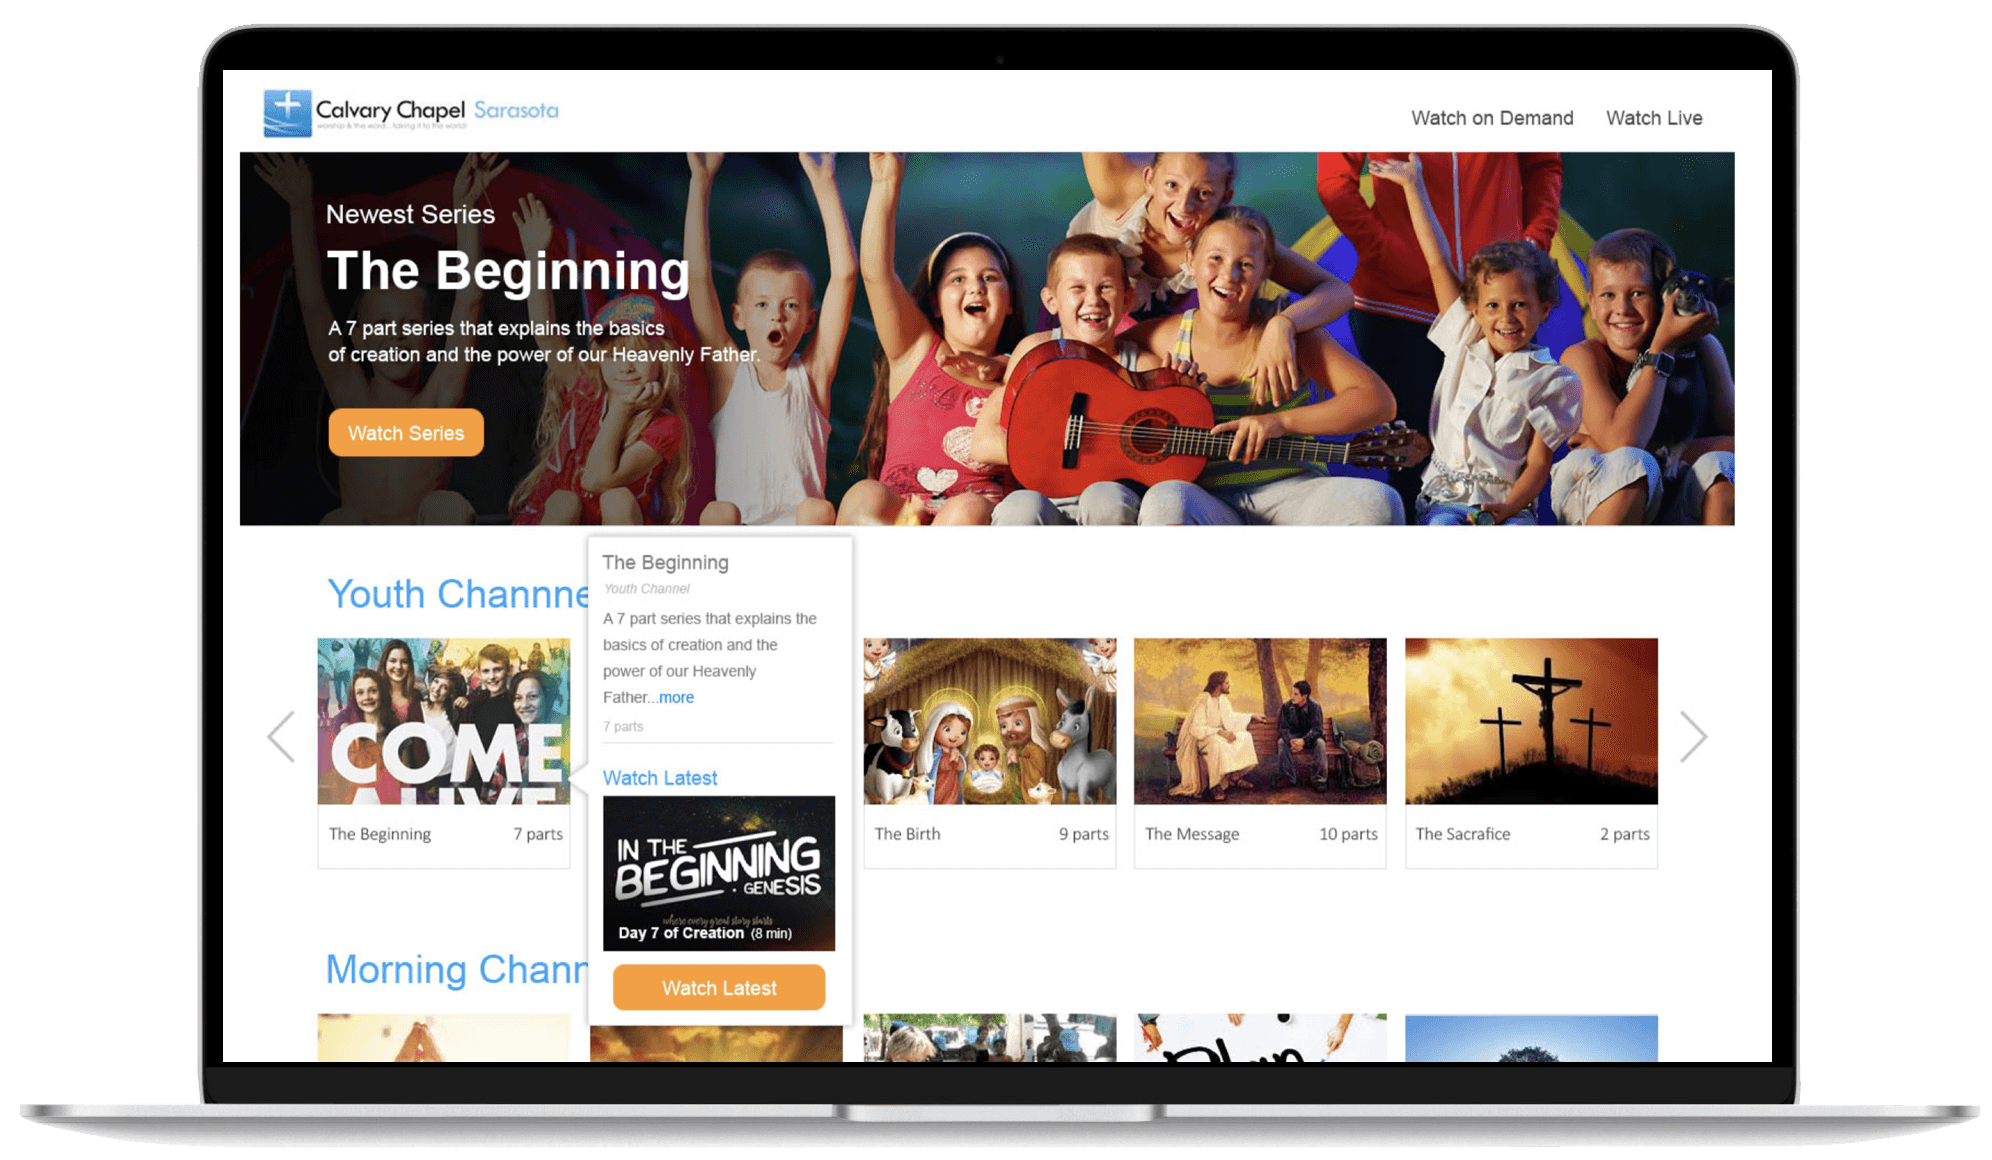 Calvary Chapel Sarasota
worship & the word...taking it to the world!
Watch on Demand
Watch Live
Newest Series
The Beginning
A 7 part series that explains the basics
of creation and the power of our Heavenly Father.
Watch Series
Youth Channne
COME
ALIVE
The Beginning 7 parts
The Beginning
Youth Channel
A 7 part series that explains the
basics of creation and the
power of our Heavenly
Father...more
7 parts
Watch Latest
IN THE
BEGINNING
GENESIS
where every great story starts
Day 7 of Creation (8 min)
Watch Latest
The Birth 9 parts
The Message 10 parts
The Sacrafice 2 parts
Morning Chann
Plan